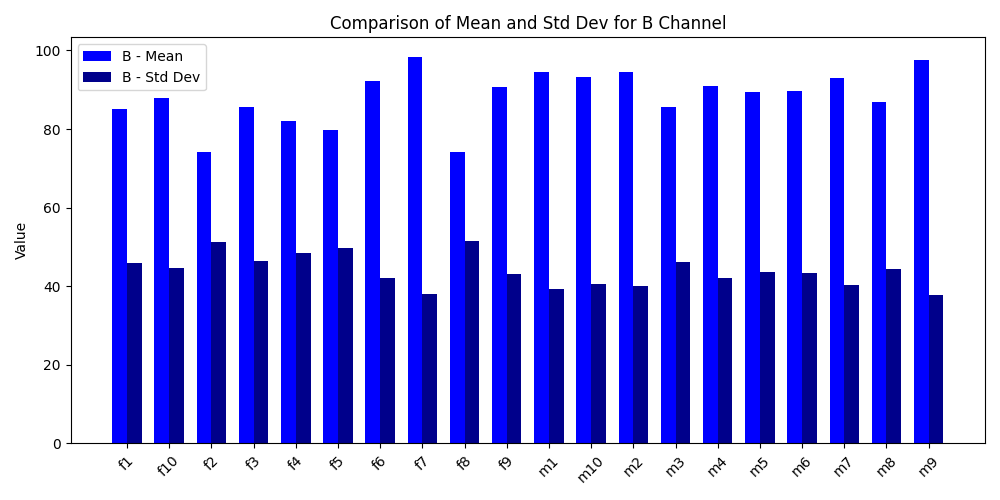 Comparison of Mean and Std Dev for B Channel
B - Mean
B - Std Dev
Value
100
80
60
40
20
0
f1 f10 f2 f3 f4 f5 f6 f7 f8 f9 m1 m10 m2 m3 m4 m5 m6 m7 m8 m9